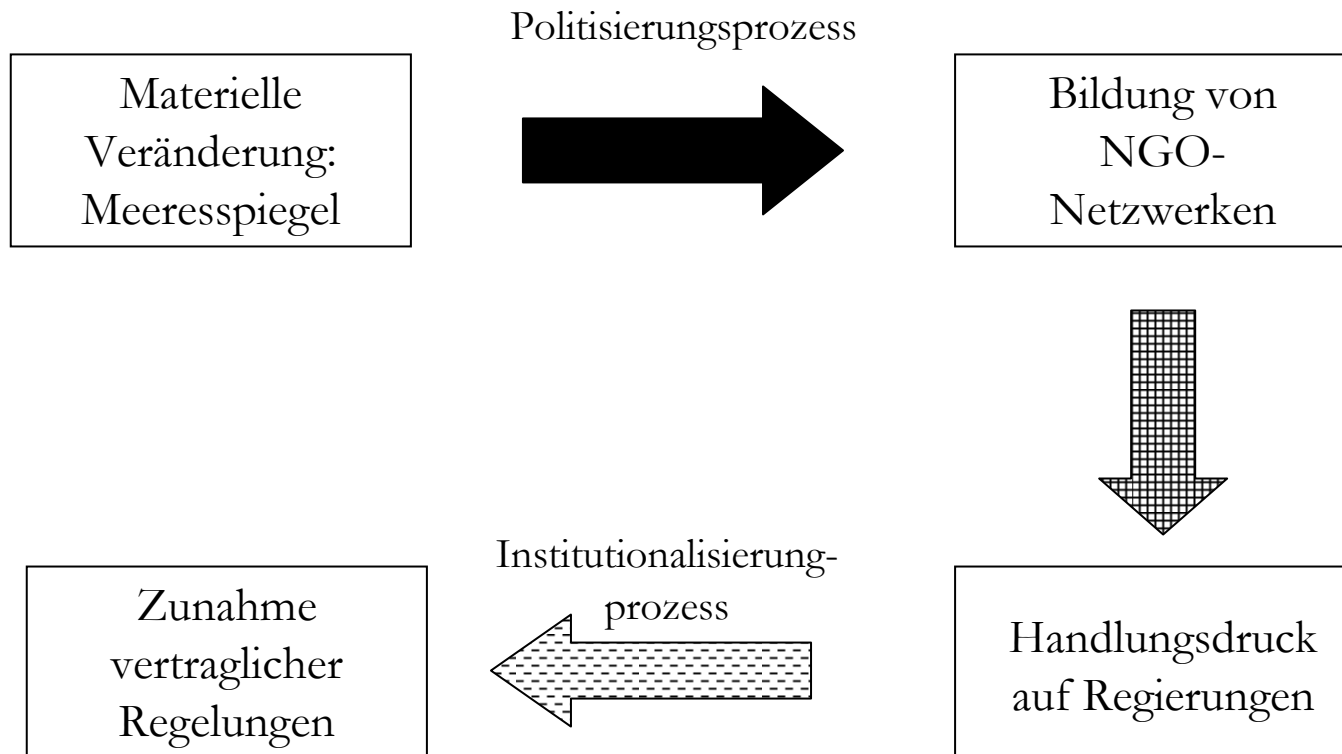 Politisierungsprozess
Materielle
Veränderung:
Meeresspiegel
Bildung von
NGO-
Netzwerken
Institutionalisierung-
prozess
Zunahme
vertraglicher
Regelungen
Handlungsdruck
auf Regierungen